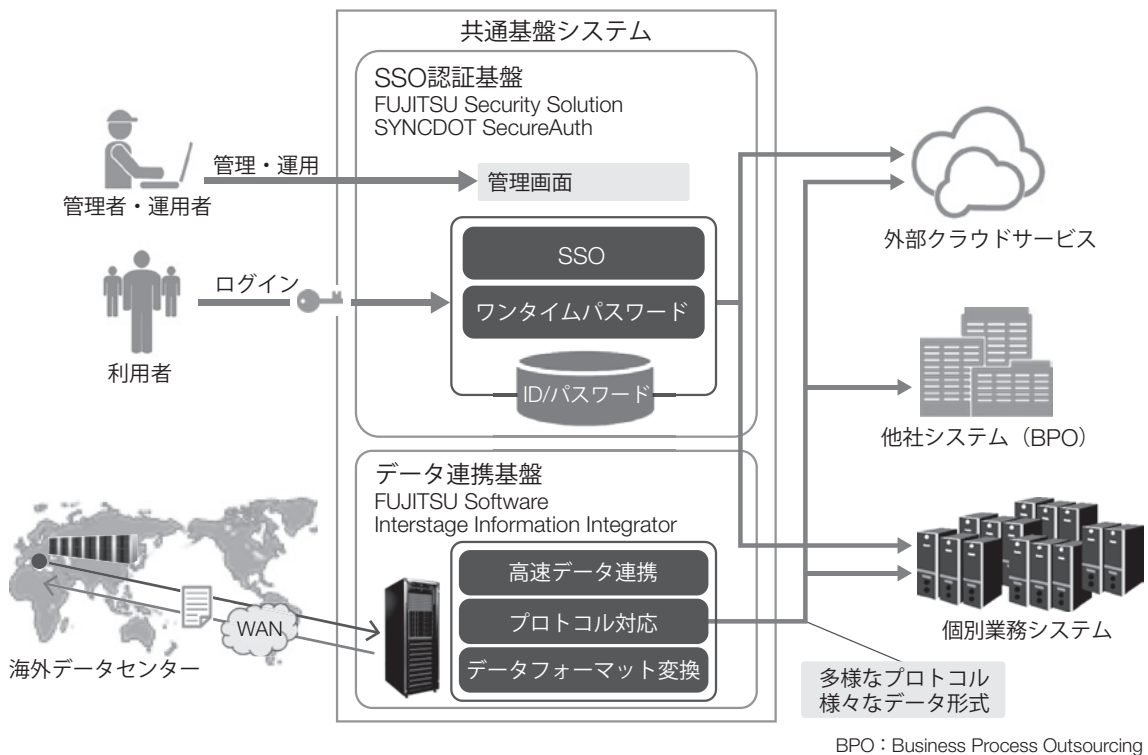 共通基盤システム
SSO認証基盤
FUJITSU Security Solution
SYNCDOT SecureAuth
管理・運用
管理画面
管理者・運用者
外部クラウドサービス
SSO
ログイン
ワンタイムパスワード
利用者
ID/パスワード
他社システム（BPO）
データ連携基盤
FUJITSU Software
Interstage Information Integrator
高速データ連携
プロトコル対応
WAN
個別業務システム
海外データセンター
データフォーマット変換
多様なプロトコル
様々なデータ形式
BPO：Business Process Outsourcing